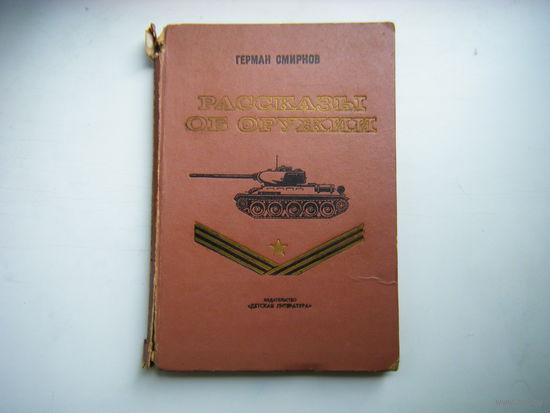 ГЕРМАН СМИРНОВ
РАССКАЗЫ
ОБ ОРУЖИИ
ИЗДАТЕЛЬСТВО
«ДЕТСКАЯ ЛИТЕРАТУРА»